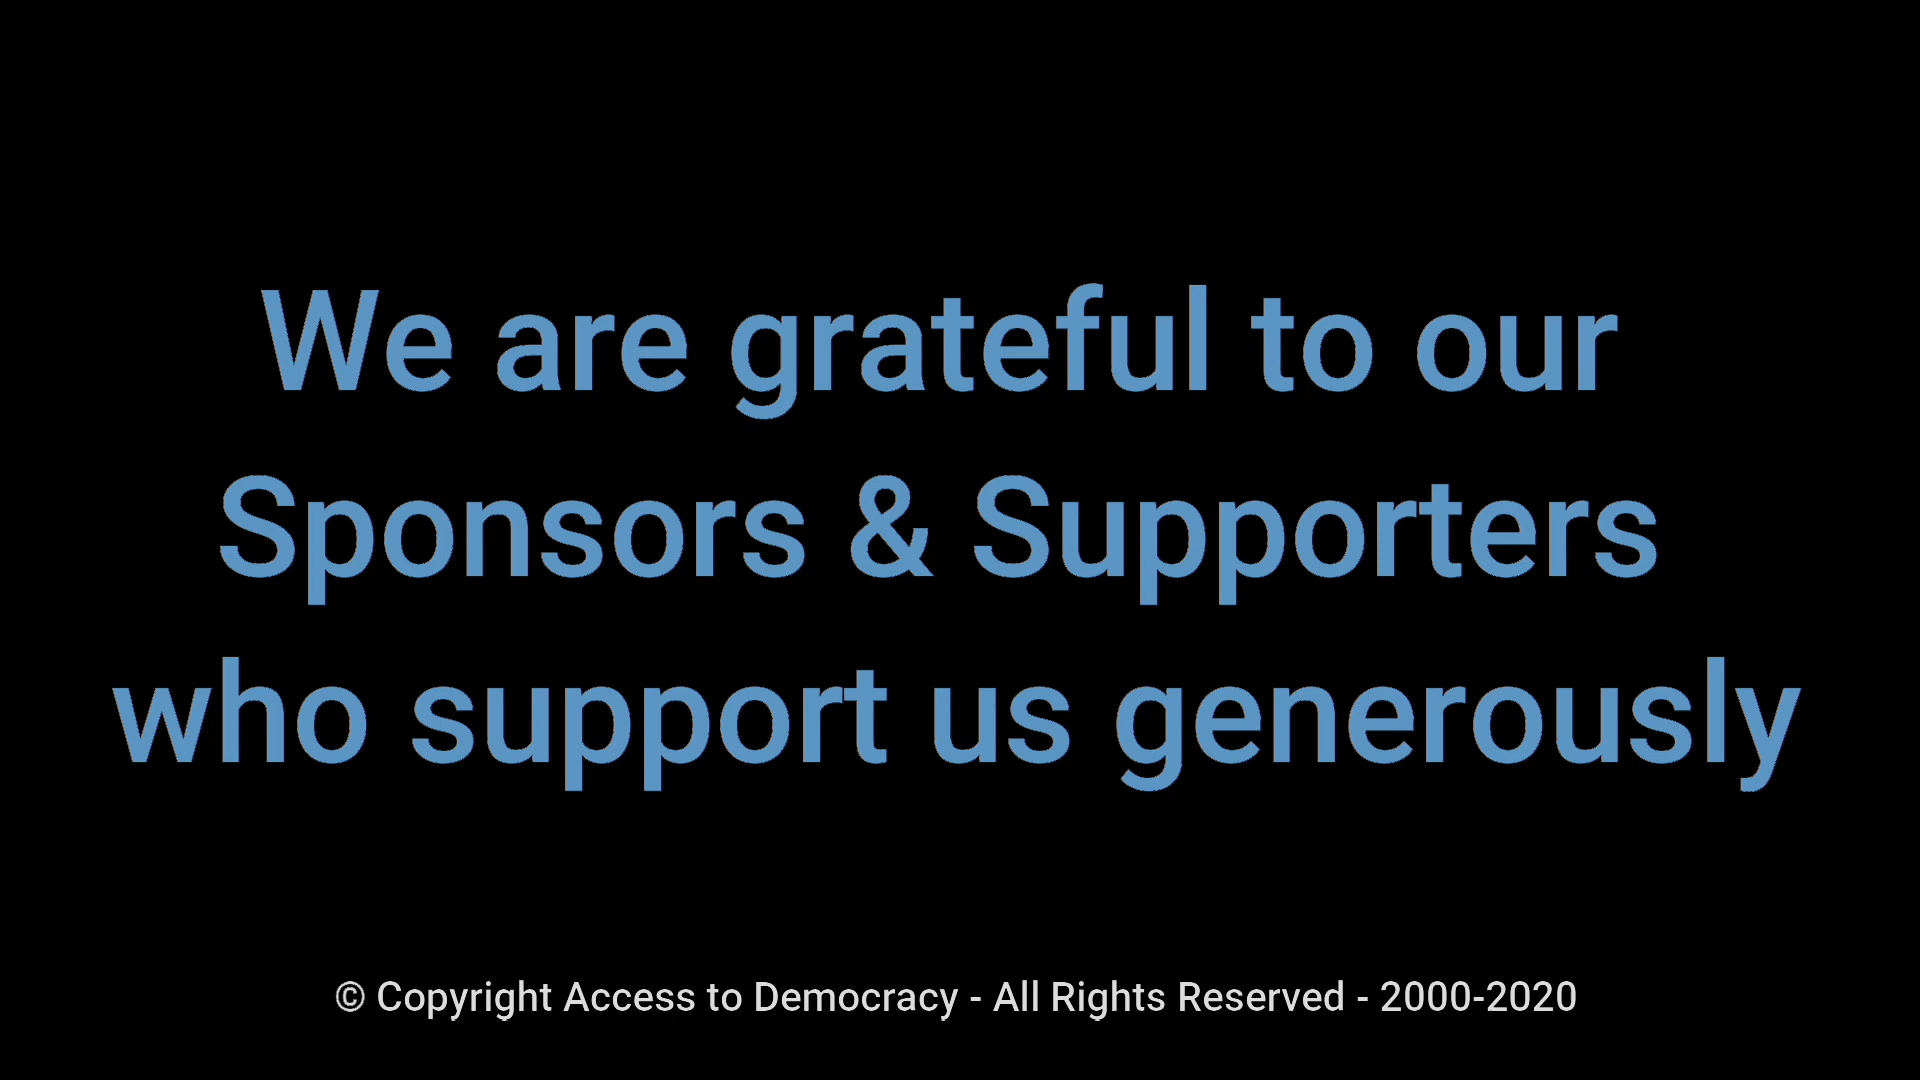 We are grateful to our
Sponsors & Supporters
who support us generously
© Copyright Access to Democracy - All Rights Reserved - 2000-2020